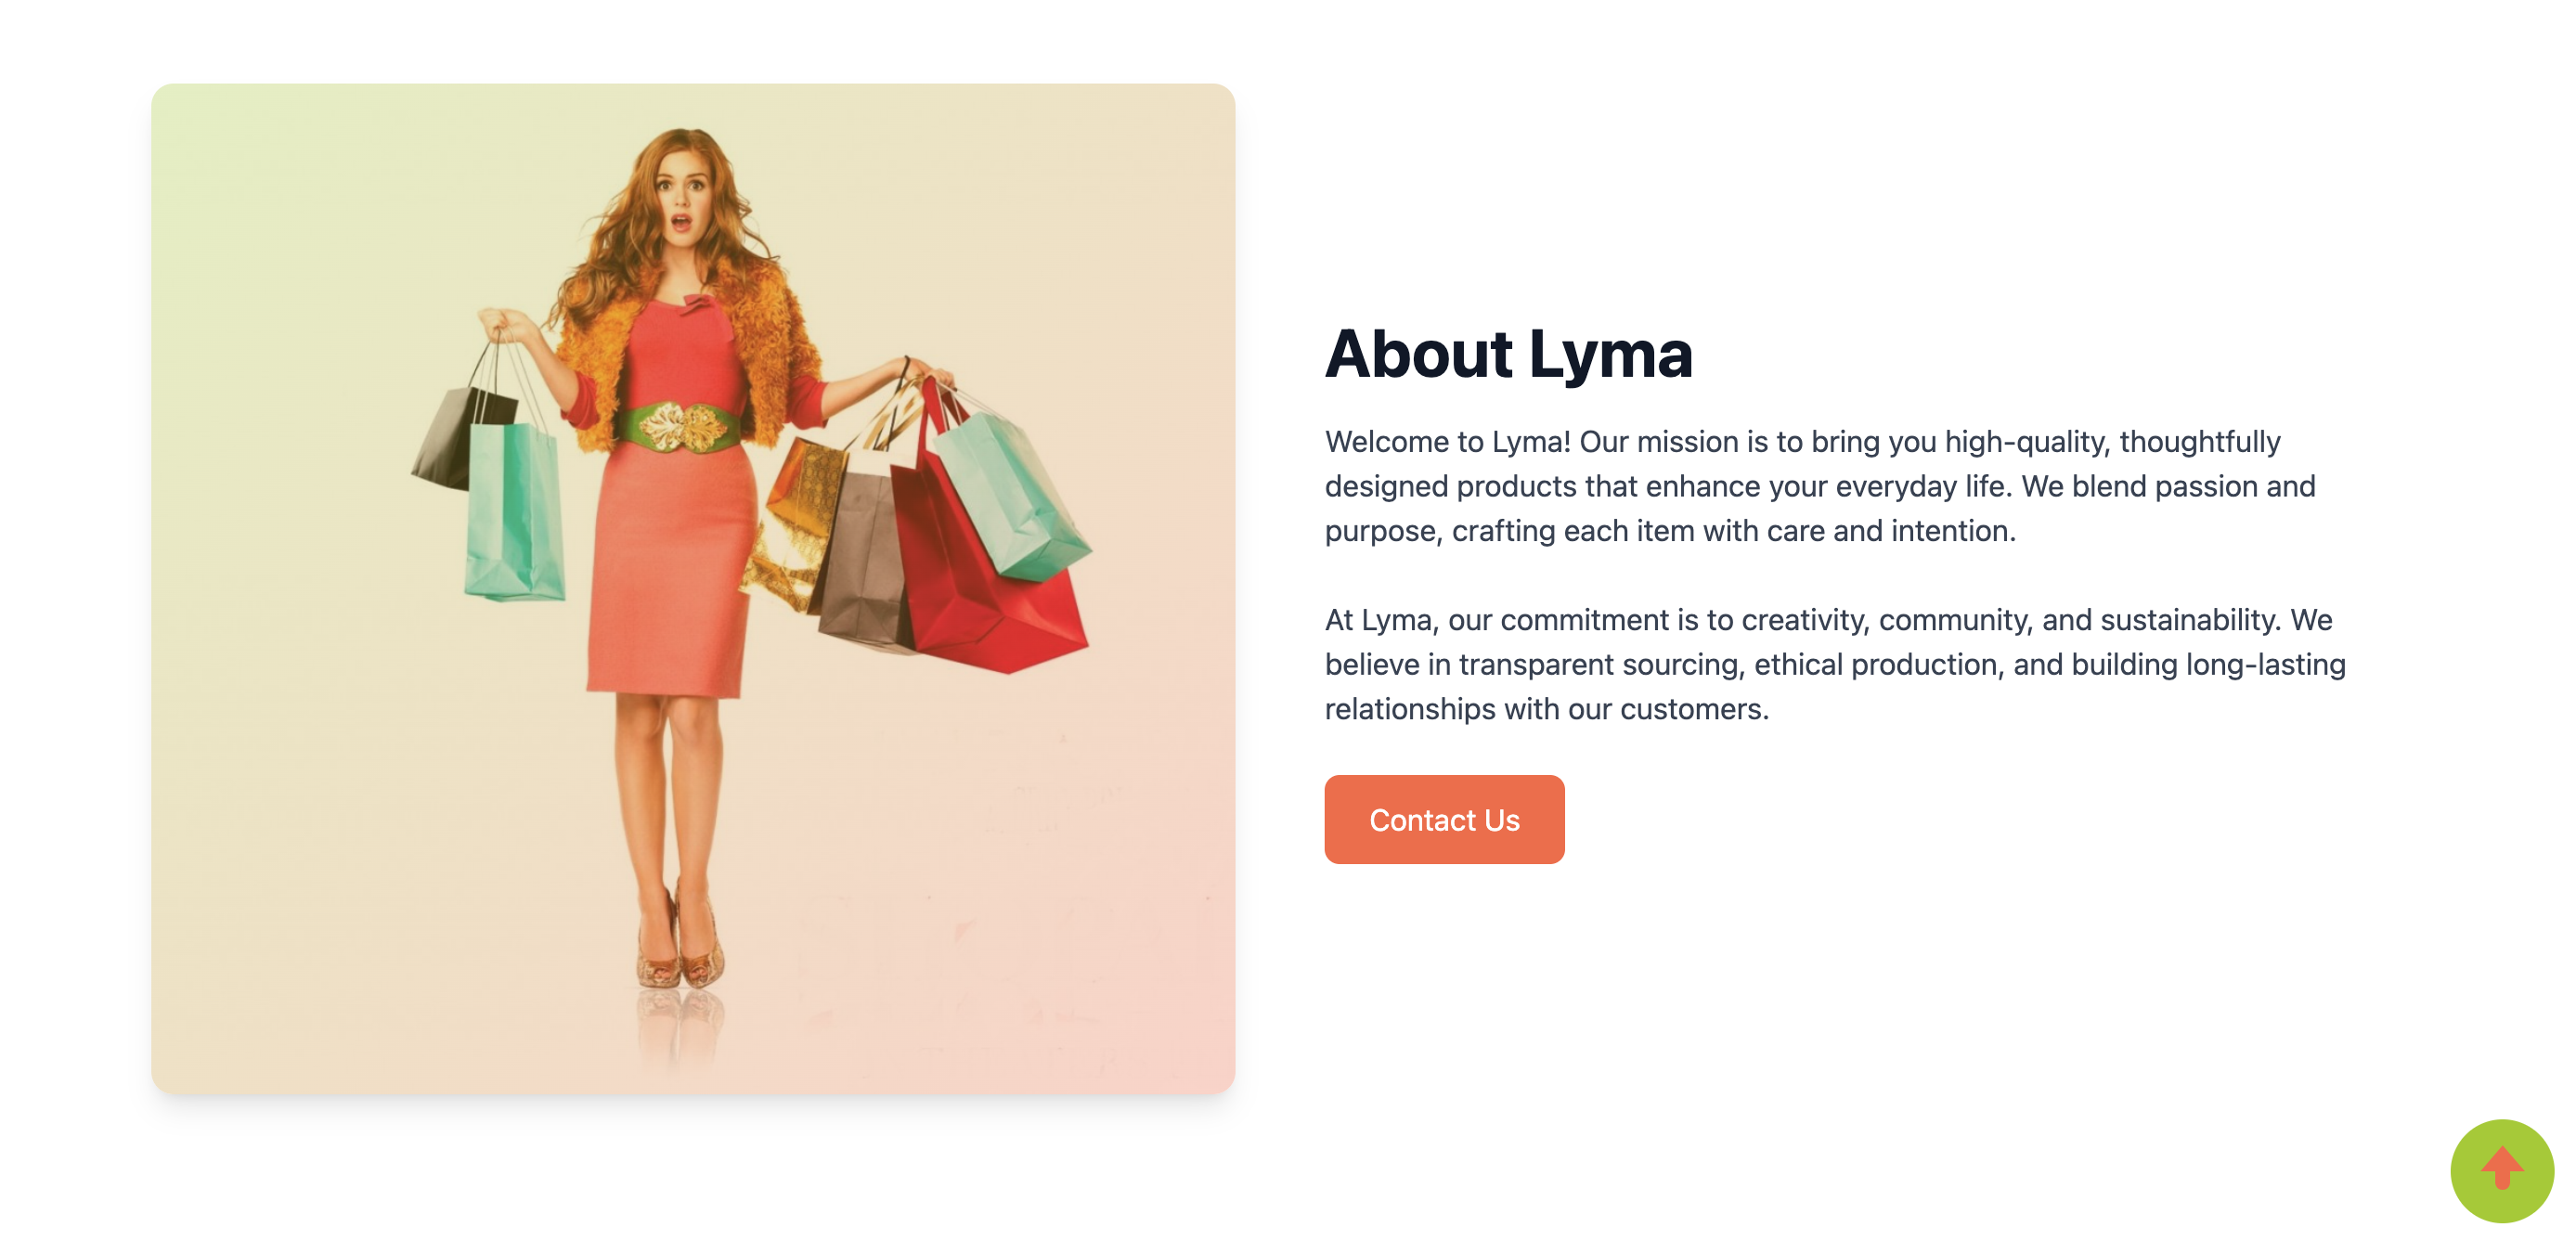 About Lyma
Welcome to Lyma! Our mission is to bring you high-quality, thoughtfully
designed products that enhance your everyday life. We blend passion and
purpose, crafting each item with care and intention.
At Lyma, our commitment is to creativity, community, and sustainability. We
believe in transparent sourcing, ethical production, and building long-lasting
relationships with our customers.
Contact Us